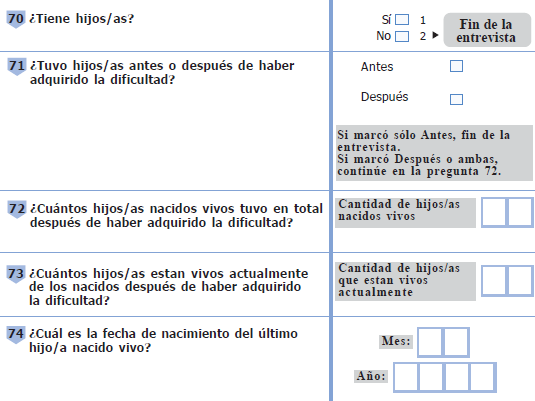 70 ¿Tiene hijos/as?
Sí 1
No 2
Fin de la
entrevista
71 ¿Tuvo hijos/as antes o después de haber
adquirido la dificultad?
Antes
Después
Si marcó sólo Antes, fin de la
entrevista.
Si marcó Después o ambas,
continúe en la pregunta 72.
72 ¿Cuántos hijos/as nacidos vivos tuvo en total
después de haber adquirido la dificultad?
Cantidad de hijos/as
nacidos vivos
73 ¿Cuántos hijos/as estan vivos actualmente
de los nacidos después de haber adquirido
la dificultad?
Cantidad de hijos/as
que estan vivos
actualmente
74 ¿Cuál es la fecha de nacimiento del último
hijo/a nacido vivo?
Mes:
Año: